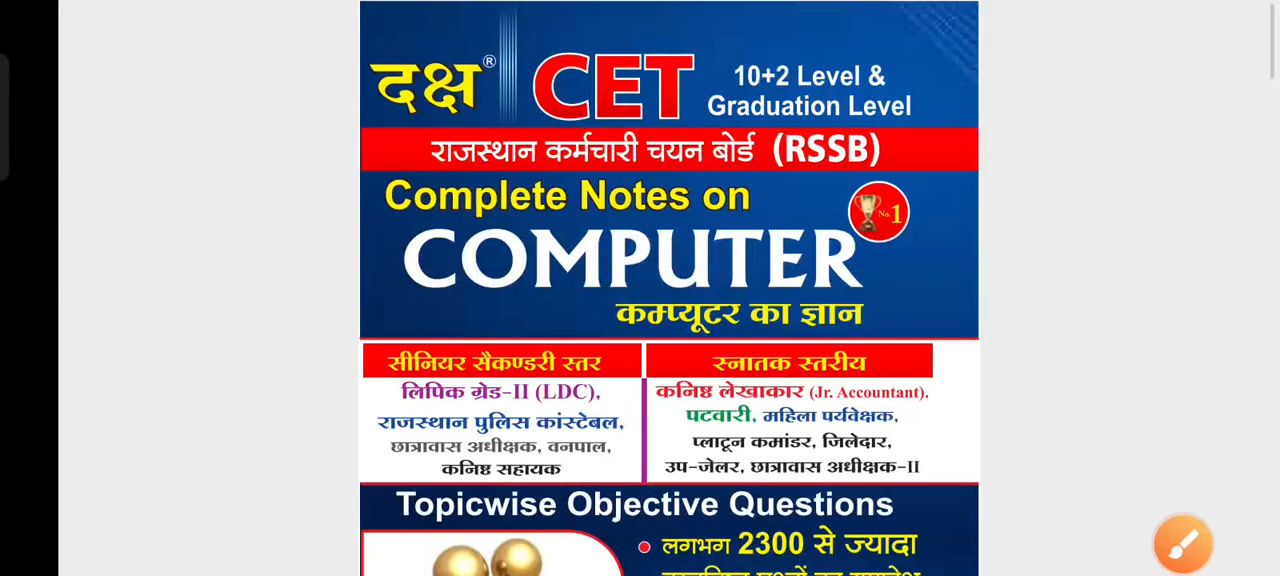 दक्ष®
CET
10+2 Level &
Graduation Level
राजस्थान कर्मचारी चयन बोर्ड (RSSB)
Complete Notes on
No.1
COMPUTER
कम्प्यूटर का ज्ञान
सीनियर सैकण्डरी स्तर
लिपिक ग्रेड-II (LDC),
राजस्थान पुलिस कांस्टेबल,
छात्रावास अधीक्षक, वनपाल,
कनिष्ठ सहायक
स्नातक स्तरीय
कनिष्ठ लेखाकार (Jr. Accountant),
पटवारी, महिला पर्यवेक्षक,
प्लाटून कमांडर, जिलेदार,
उप-जेलर, छात्रावास अधीक्षक-II
Topicwise Objective Questions
लगभग 2300 से ज्यादा